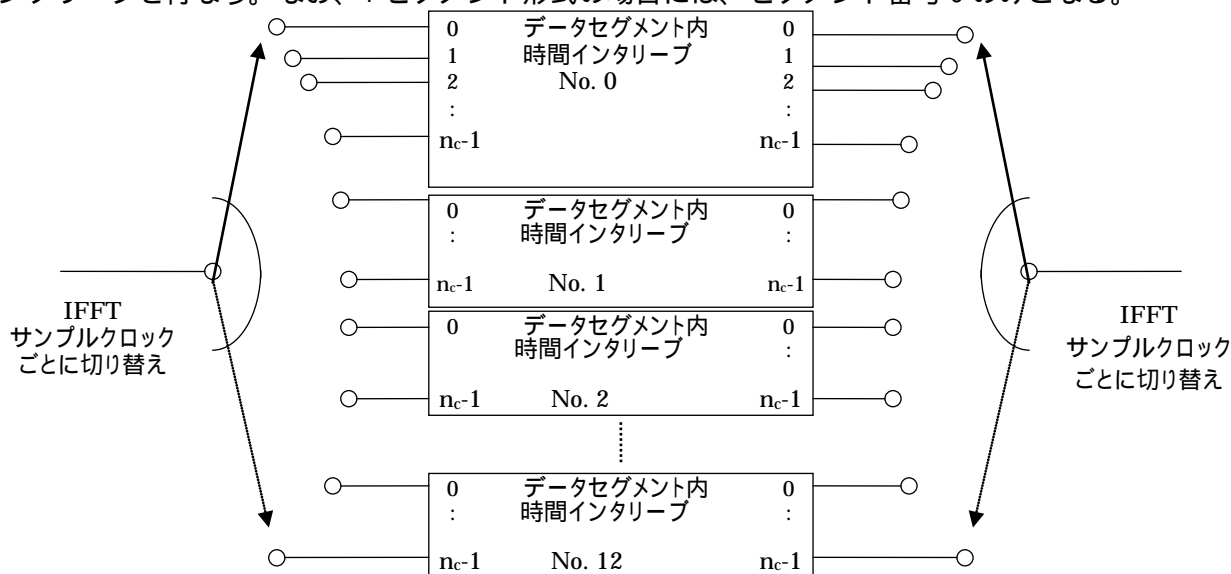 0 データセグメント内 0
1 時間インタリーブ 1
2 No. 0 2
: :
nc-1 nc-1
0 データセグメント内 0
: 時間インタリーブ :
nc-1 No. 1 nc-1
IFFT
サンプルクロック
ごとに切り替え
0 データセグメント内 0
時間インタリーブ :
nc-1 No. 2 nc-1
IFFT
サンプルクロック
ごとに切り替え
0 データセグメント内 0
: 時間インタリーブ :
nc-1 No. 12 nc-1